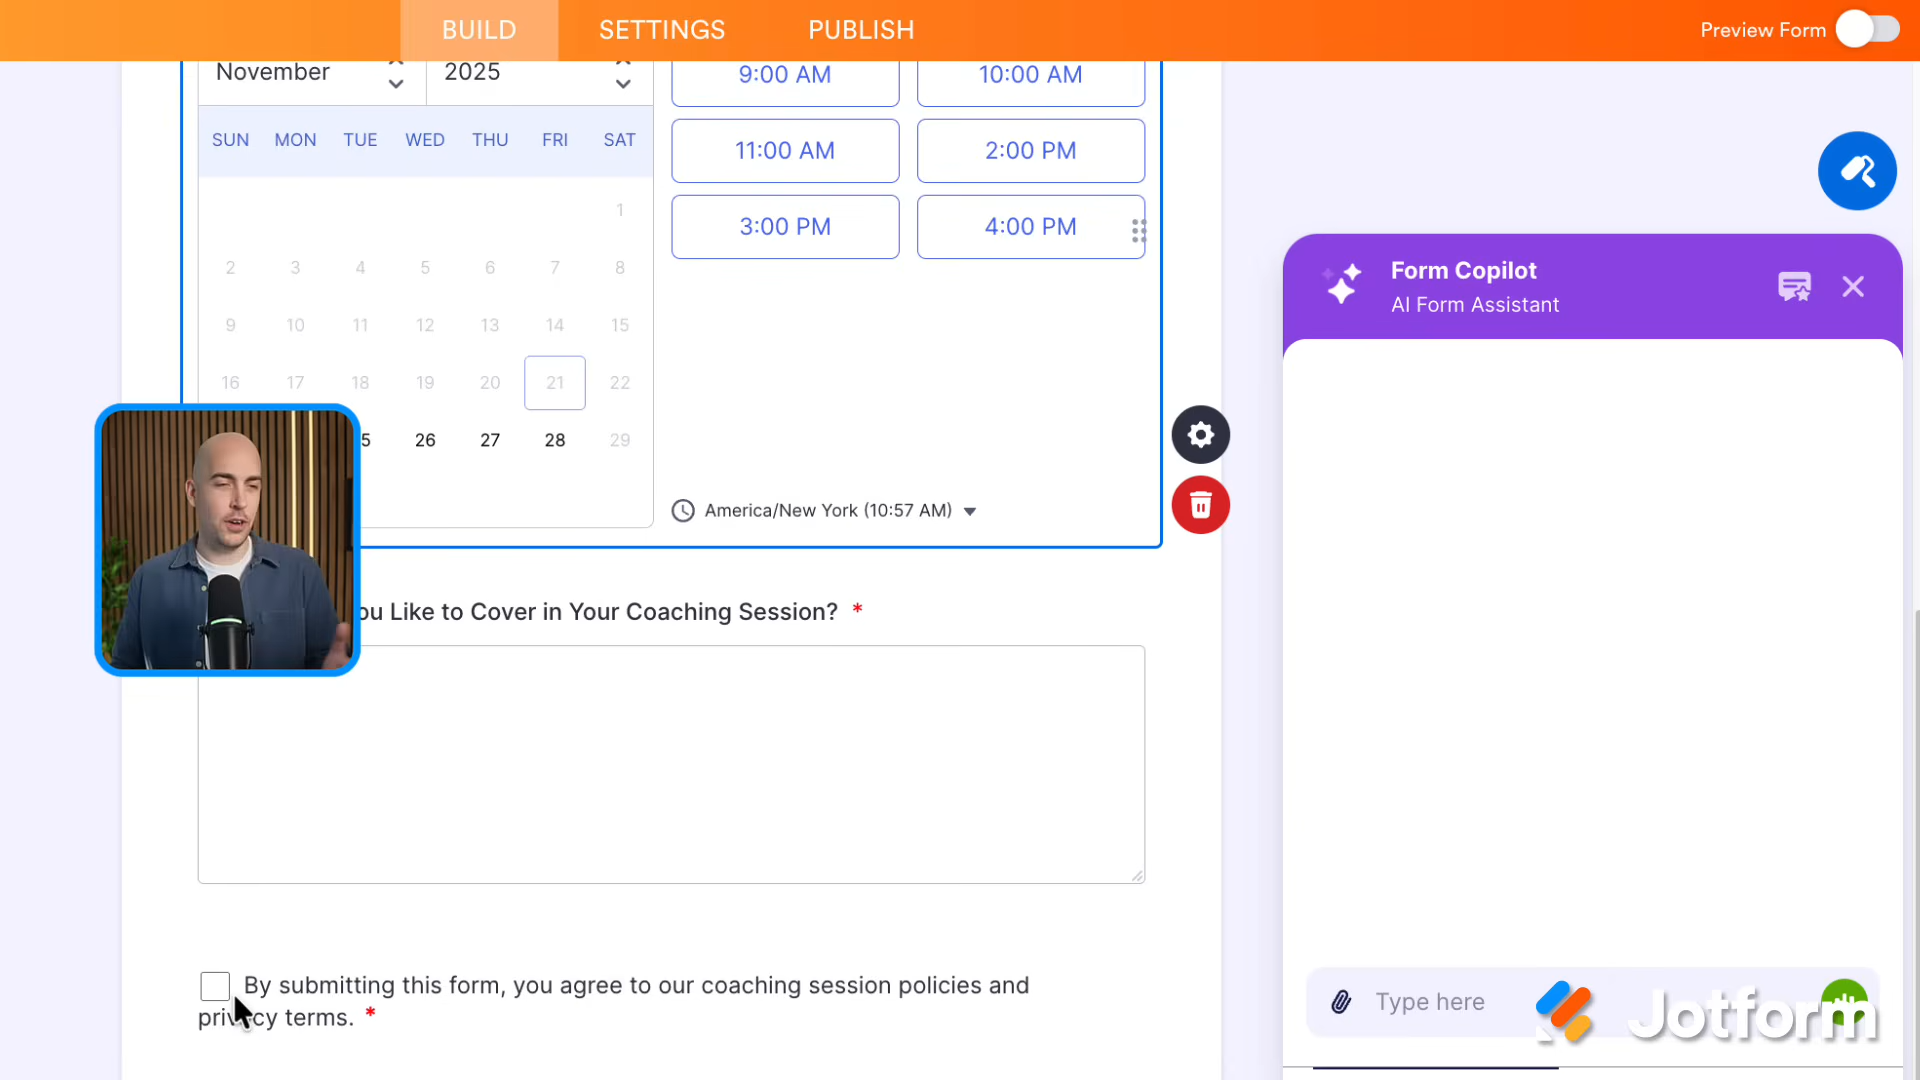 BUILD SETTINGS PUBLISH Preview Form
November 2025 9:00 AM 10:00 AM
SUN MON TUE WED THU FRI SAT 11:00 AM 2:00 PM
1 3:00 PM 4:00 PM
2 3 4 5 6 7 8
9 10 11 12 13 14 15
16 17 18 19 20 21 22
5 26 27 28 29
America/New York (10:57 AM)
ou Like to Cover in Your Coaching Session? *
By submitting this form, you agree to our coaching session policies and
privacy terms. *
Form Copilot
AI Form Assistant
Type here
Jotform